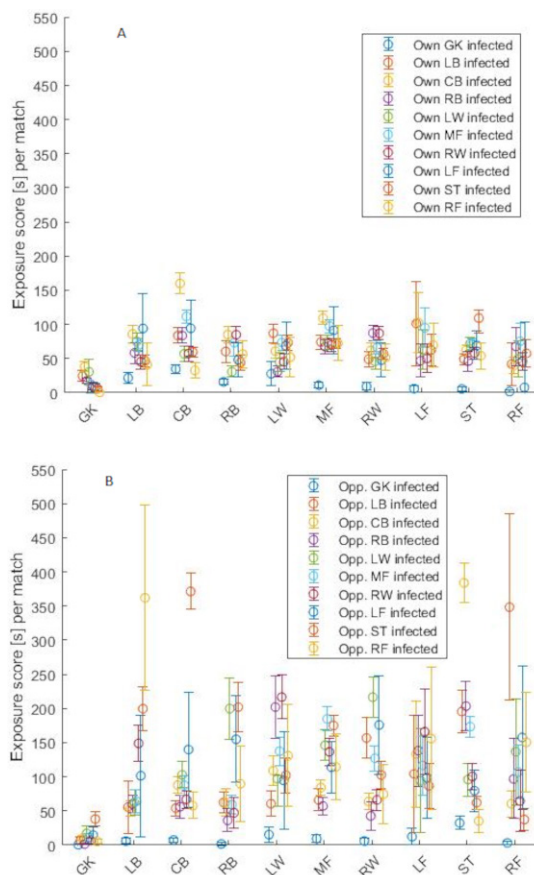 A
550
500
450
400
350
300
250
200
150
100
50
0
Exposure score [s] per match
Own GK infected
Own LB infected
Own CB infected
Own RB infected
Own LW infected
Own MF infected
Own RW infected
Own LF infected
Own ST infected
Own RF infected
GK LB CB RB LW MF RW LF ST RF
B
550
500
450
400
350
300
250
200
150
100
50
0
Exposure score [s] per match
Opp. GK infected
Opp. LB infected
Opp. CB infected
Opp. RB infected
Opp. LW infected
Opp. MF infected
Opp. RW infected
Opp. LF infected
Opp. ST infected
Opp. RF infected
GK LB CB RB LW MF RW LF ST RF